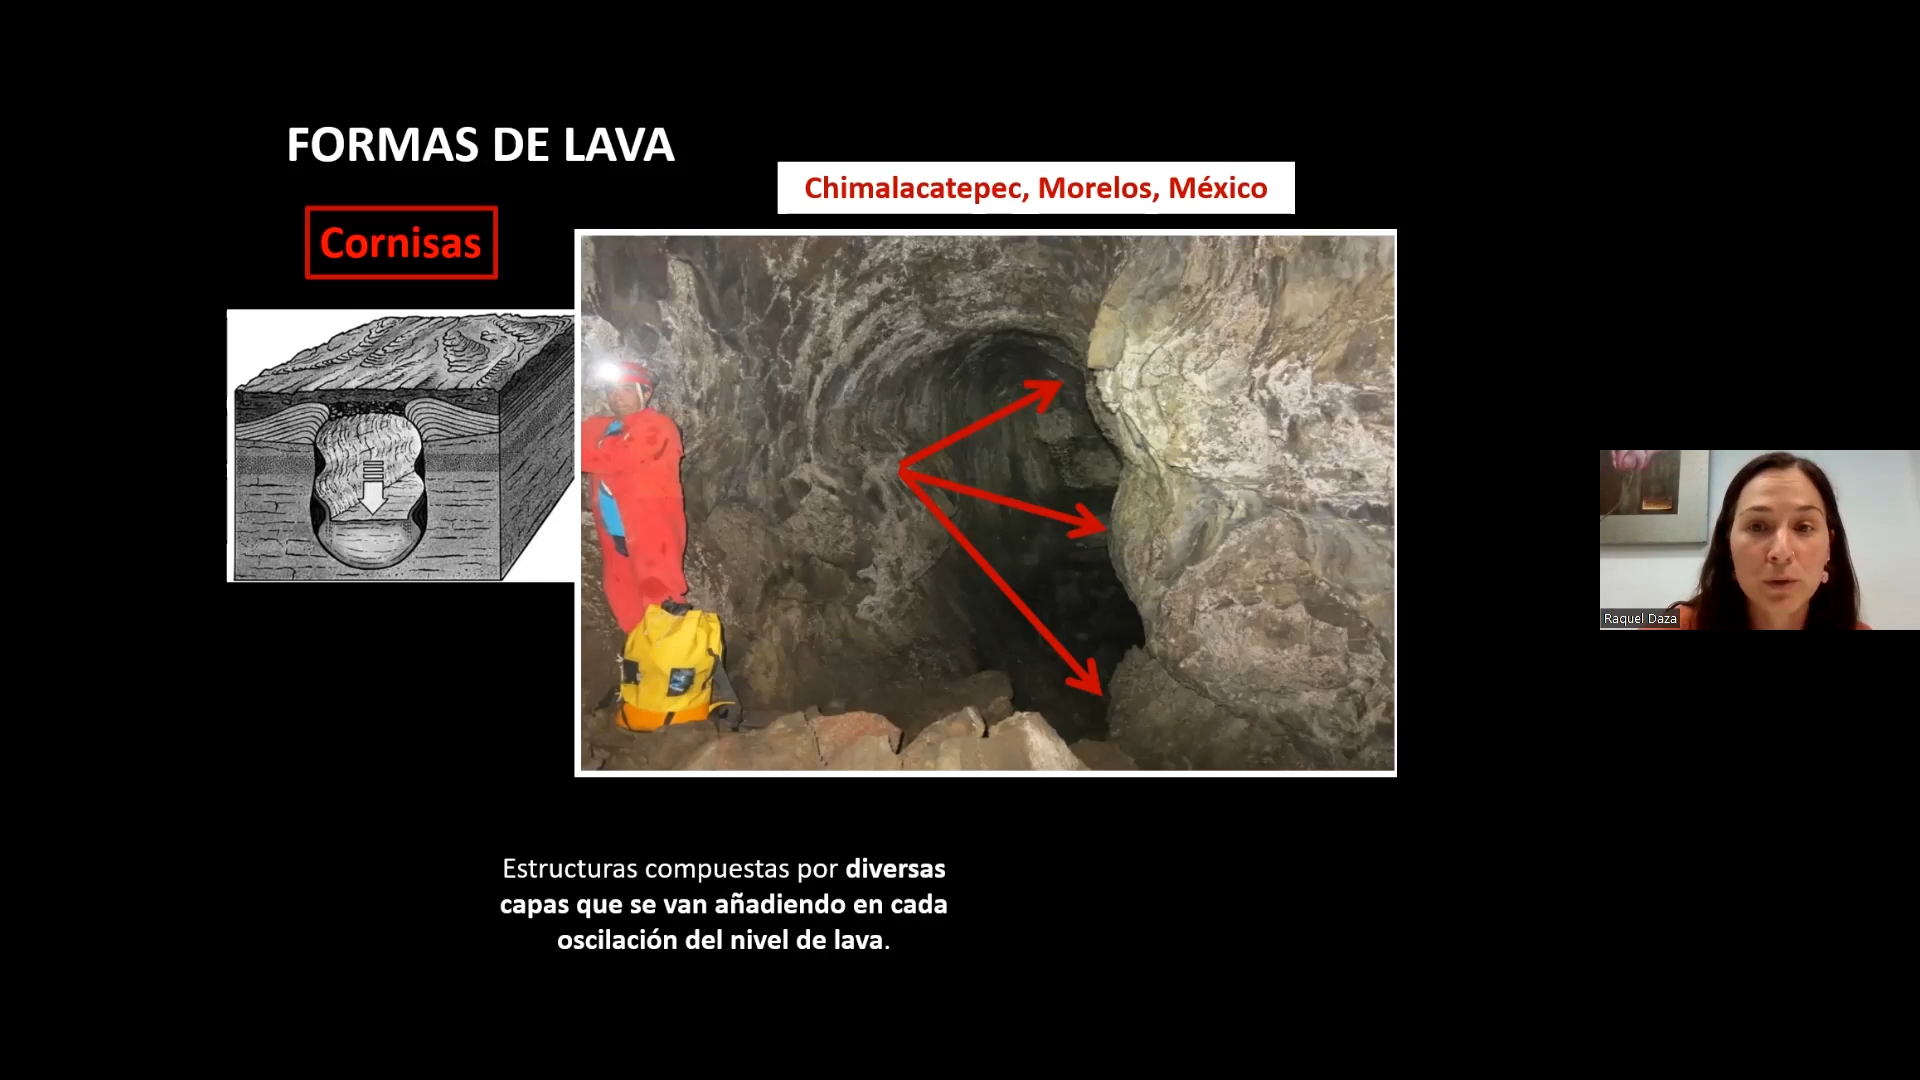 FORMAS DE LAVA
Chimalacatepec, Morelos, México
Cornisas
Raquel Daza
Estructuras compuestas por diversas
capas que se van añadiendo en cada
oscilación del nivel de lava.